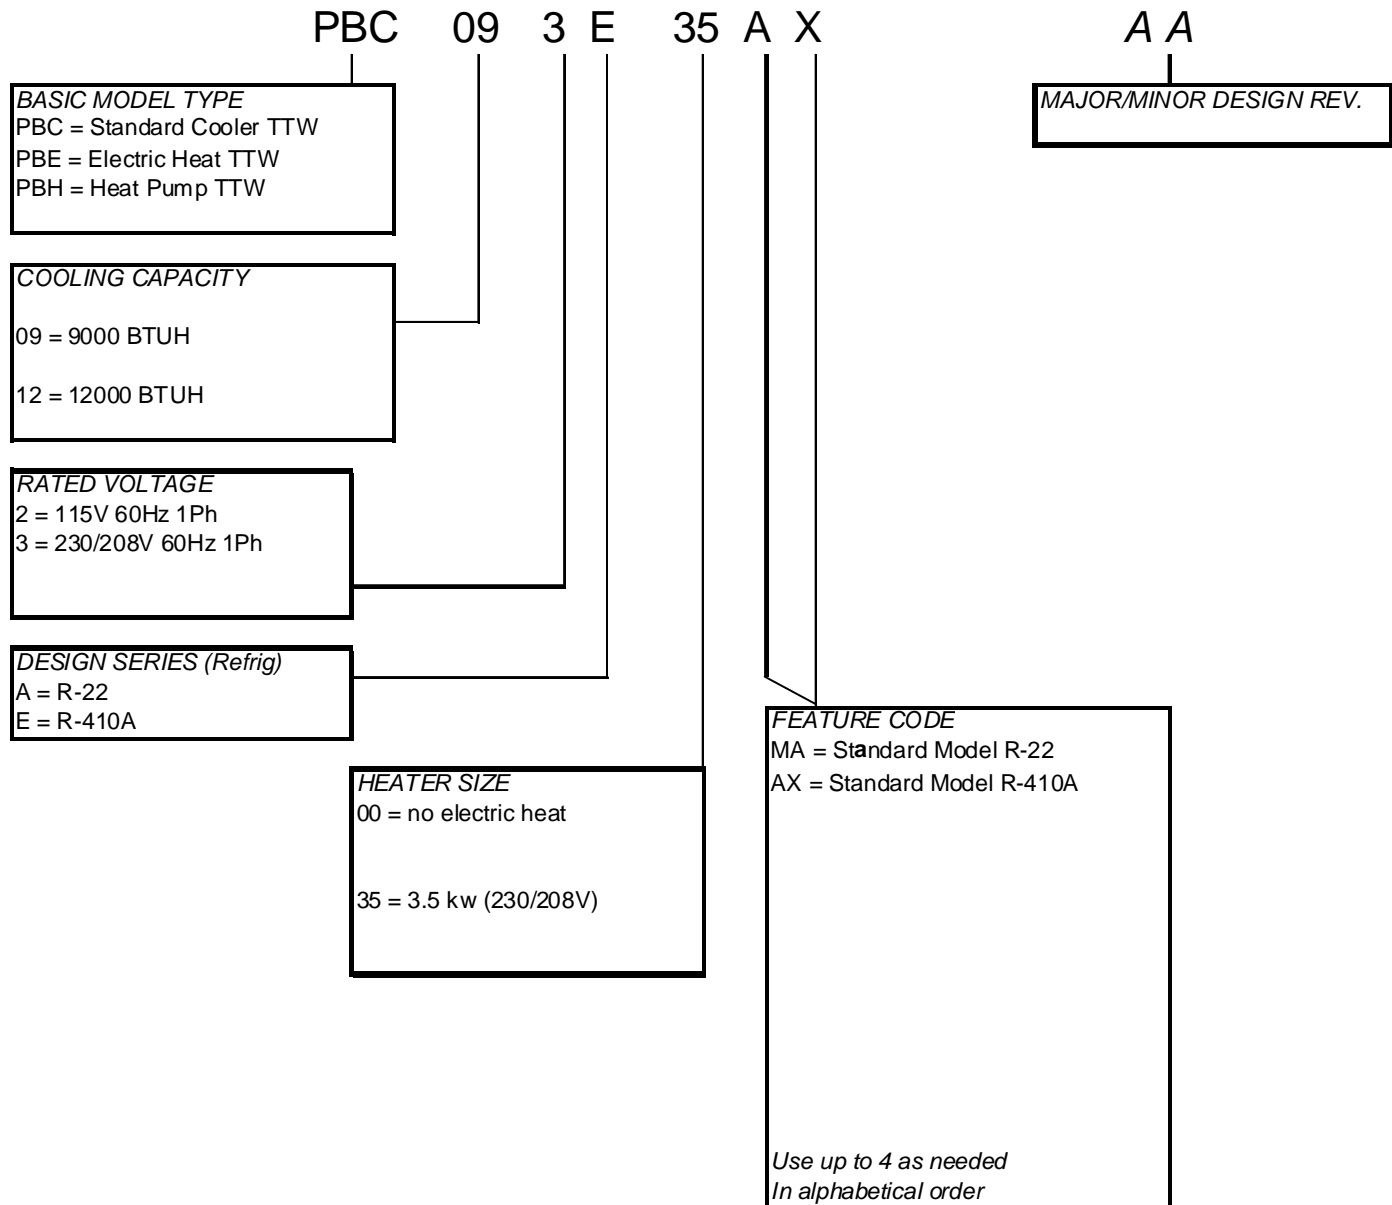 PBC 09 3 E 35 A X A A
BASIC MODEL TYPE
PBC = Standard Cooler TTW
PBE = Electric Heat TTW
PBH = Heat Pump TTW
MAJOR/MINOR DESIGN REV.
COOLING CAPACITY
09 = 9000 BTUH
12 = 12000 BTUH
RATED VOLTAGE
2 = 115V 60Hz 1Ph
3 = 230/208V 60Hz 1Ph
DESIGN SERIES (Refrig)
A = R-22
E = R-410A
HEATER SIZE
00 = no electric heat
35 = 3.5 kw (230/208V)
FEATURE CODE
MA = Standard Model R-22
AX = Standard Model R-410A
Use up to 4 as needed
In alphabetical order